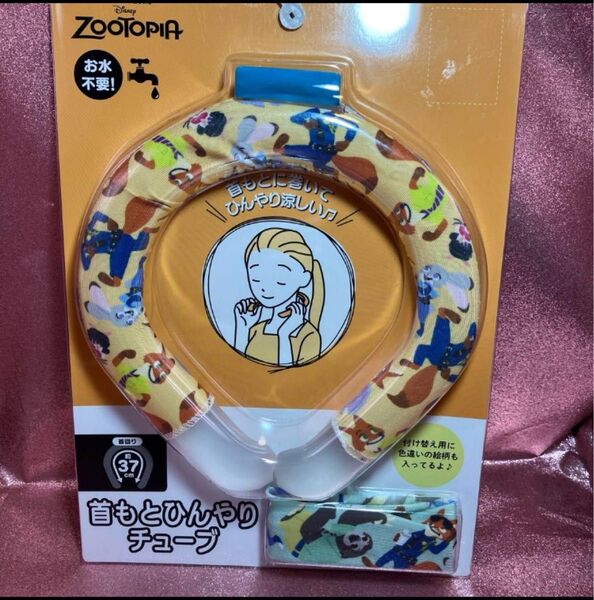 Disney
ZOOTOPIA
お水
不要!
首もとに巻いて
ひんやり涼しい♪
首回り
約
37
cm
首もとひんやり
チューブ
付け替え用に
色違いの絵柄も
入ってるよ♪